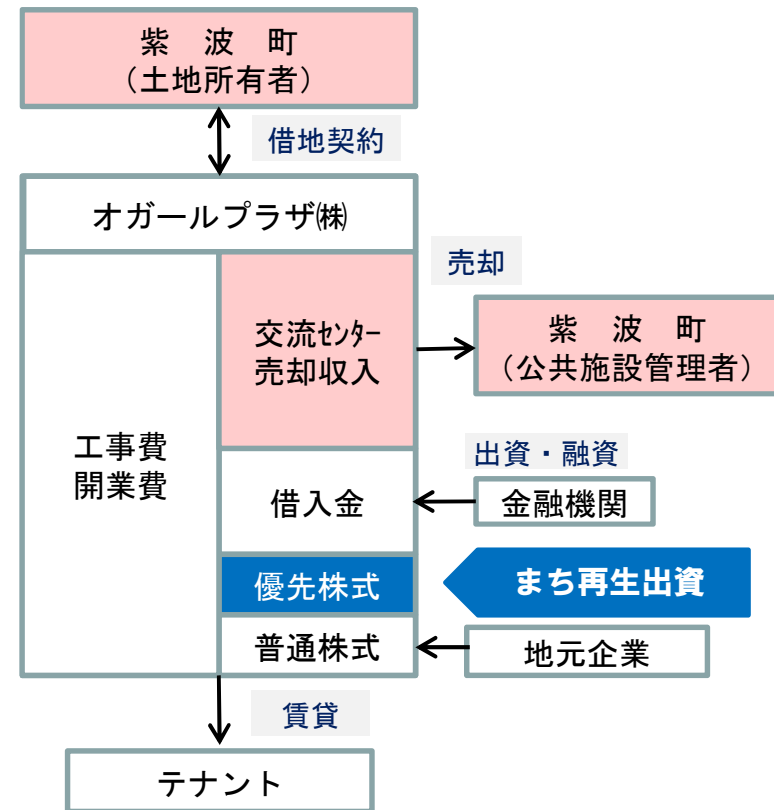 紫　波　町
（土地所有者）
借地契約
オガールプラザ㈱
売却
交流ｾﾝﾀｰ
売却収入
紫　波　町
（公共施設管理者）
工事費
開業費
出資・融資
借入金
金融機関
優先株式
まち再生出資
普通株式
地元企業
賃貸
テナント